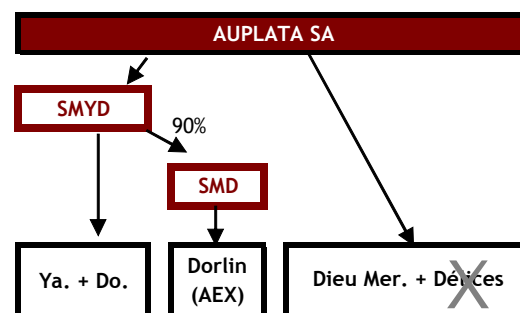 AUPLATA SA
SMYD
90%
SMD
Ya. + Do.
Dorlin
(AEX)
Dieu Mer. + Délices
X